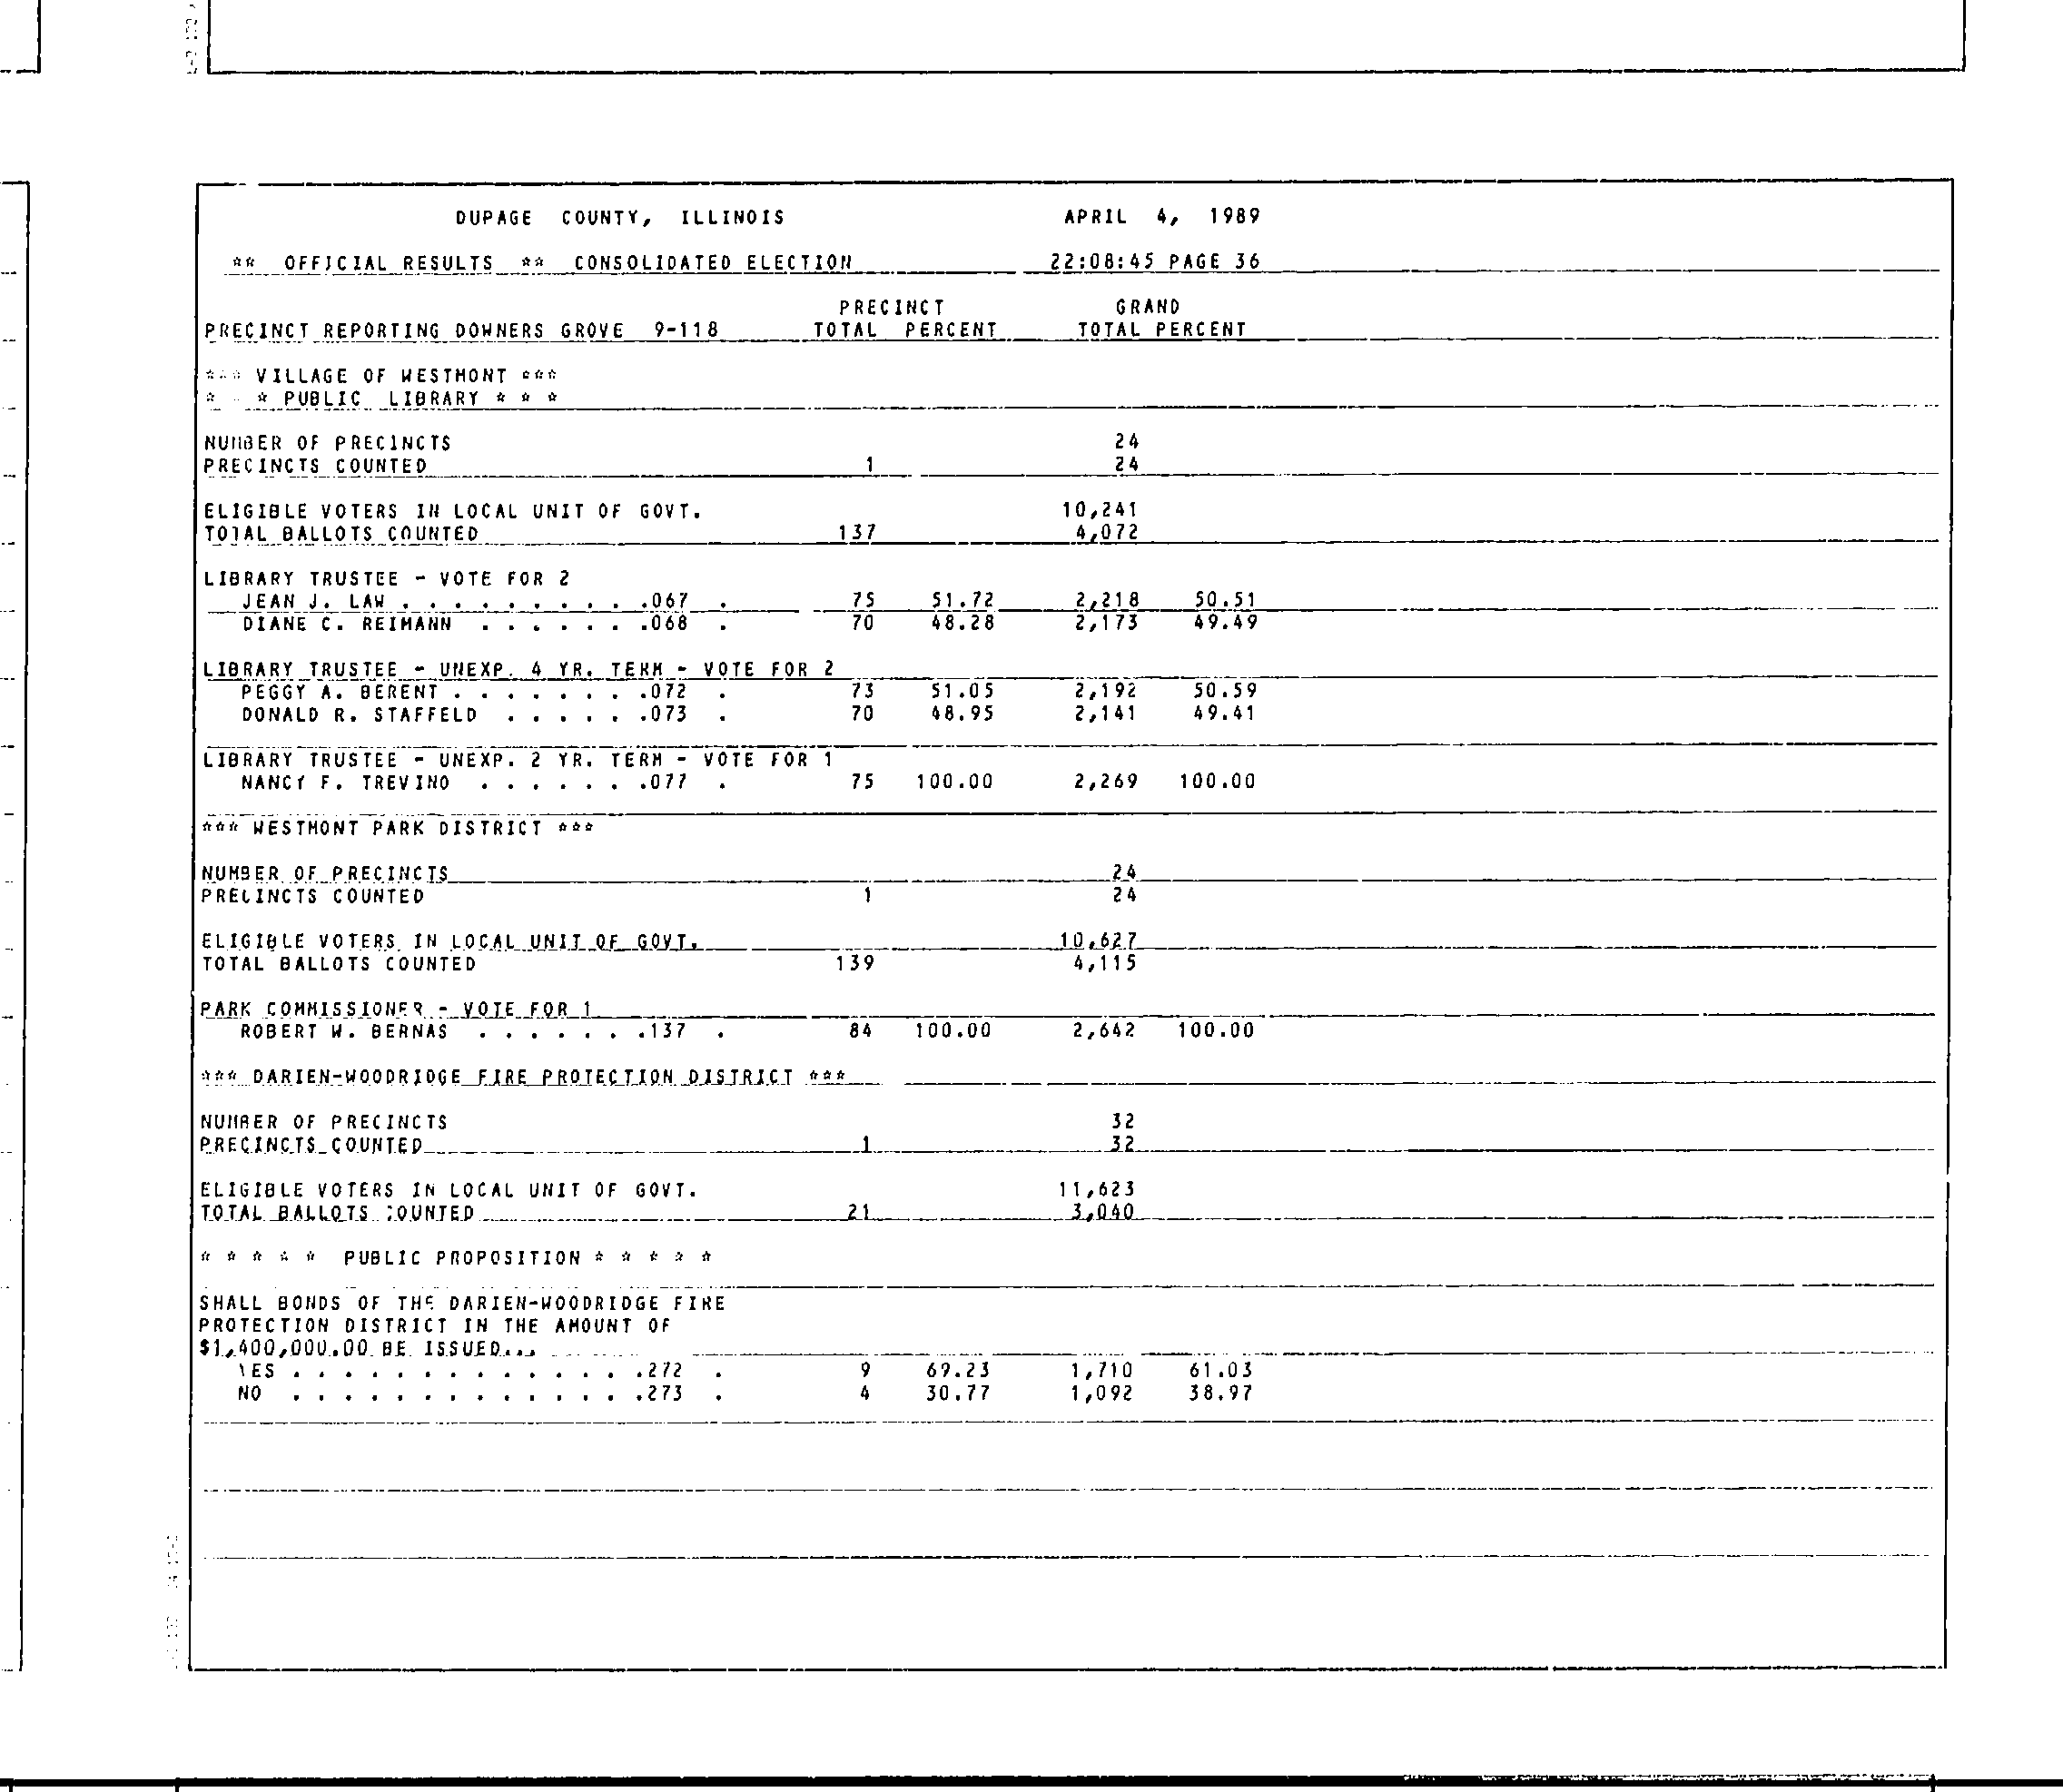 DUPAGE COUNTY, ILLINOIS APRIL 4, 1989
** OFFICIAL RESULTS ** CONSOLIDATED ELECTION 22:08:45 PAGE 36
PRECINCT GRAND
PRECINCT REPORTING DOWNERS GROVE 9-118 TOTAL PERCENT TOTAL PERCENT
*** VILLAGE OF WESTMONT ***
* * PUBLIC LIBRARY * * *
NUMBER OF PRECINCTS 24
PRECINCTS COUNTED 1 24
ELIGIBLE VOTERS IN LOCAL UNIT OF GOVT. 10,241
TOTAL BALLOTS COUNTED 137 4,072
LIBRARY TRUSTEE - VOTE FOR 2
JEAN J. LAW . . . . . . . . . .067 . 75 51.72 2,218 50.51
DIANE C. REIMANN . . . . . . .068 . 70 48.28 2,173 49.49
LIBRARY TRUSTEE - UNEXP. 4 YR. TERM - VOTE FOR 2
PEGGY A. BERENT . . . . . . . .072 . 73 51.05 2,192 50.59
DONALD R. STAFFELD . . . . . .073 . 70 48.95 2,141 49.41
LIBRARY TRUSTEE - UNEXP. 2 YR. TERM - VOTE FOR 1
NANCY F. TREVINO . . . . . . .077 . 75 100.00 2,269 100.00
*** WESTMONT PARK DISTRICT ***
NUMBER OF PRECINCTS 24
PRECINCTS COUNTED 1 24
ELIGIBLE VOTERS IN LOCAL UNIT OF GOVT. 10,627
TOTAL BALLOTS COUNTED 139 4,115
PARK COMMISSIONER - VOTE FOR 1
ROBERT W. BERNAS . . . . . . .137 . 84 100.00 2,642 100.00
*** DARIEN-WOODRIDGE FIRE PROTECTION DISTRICT ***
NUMBER OF PRECINCTS 32
PRECINCTS COUNTED 1 32
ELIGIBLE VOTERS IN LOCAL UNIT OF GOVT. 11,623
TOTAL BALLOTS COUNTED 21 3,040
* * * * * PUBLIC PROPOSITION * * * * *
SHALL BONDS OF THE DARIEN-WOODRIDGE FIRE
PROTECTION DISTRICT IN THE AMOUNT OF
$1,400,000.00 BE ISSUED...
YES . . . . . . . . . . . . . .272 . 9 69.23 1,710 61.03
NO . . . . . . . . . . . . . .273 . 4 30.77 1,092 38.97